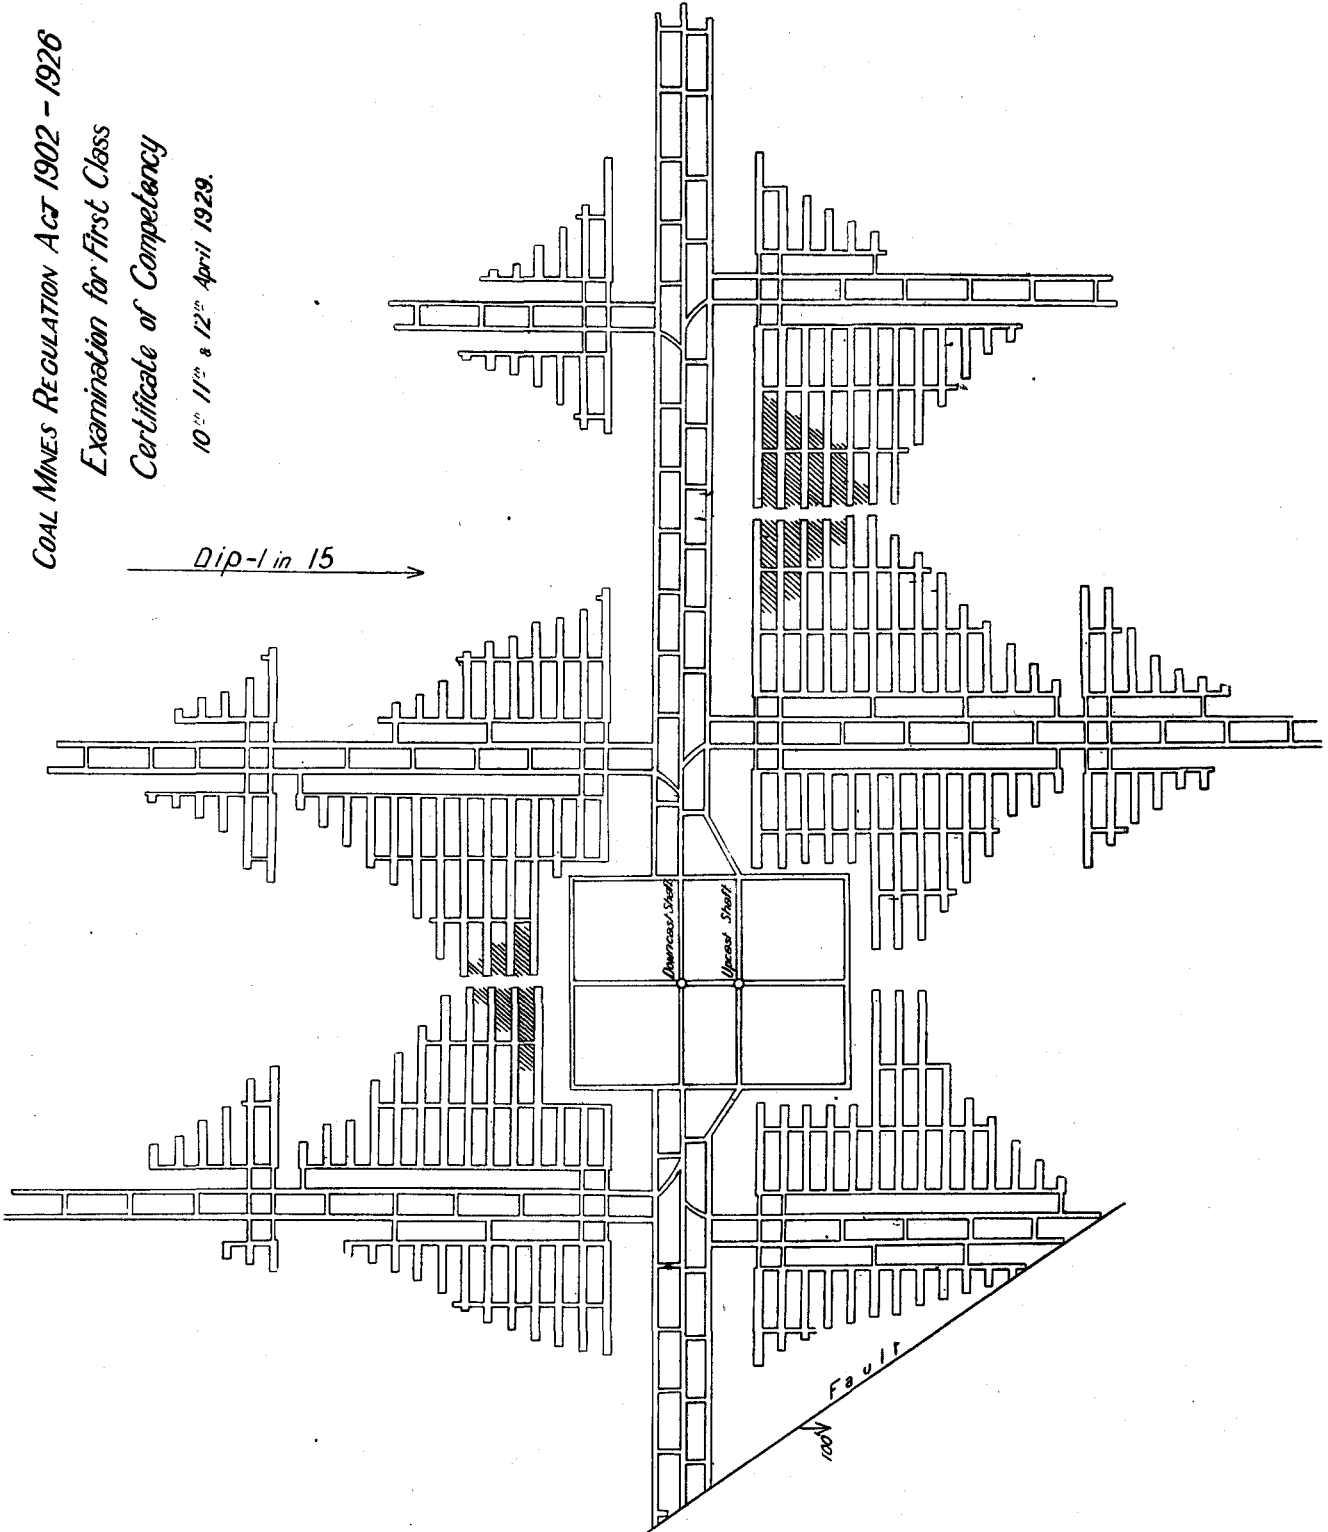 COAL MINES REGULATION ACT 1902 - 1926
Examination for First Class
Certificate of Competency
10th 11th & 12th April 1929.
Dip - 1 in 15
Downcast Shaft
Upcast Shaft
Fault
100'